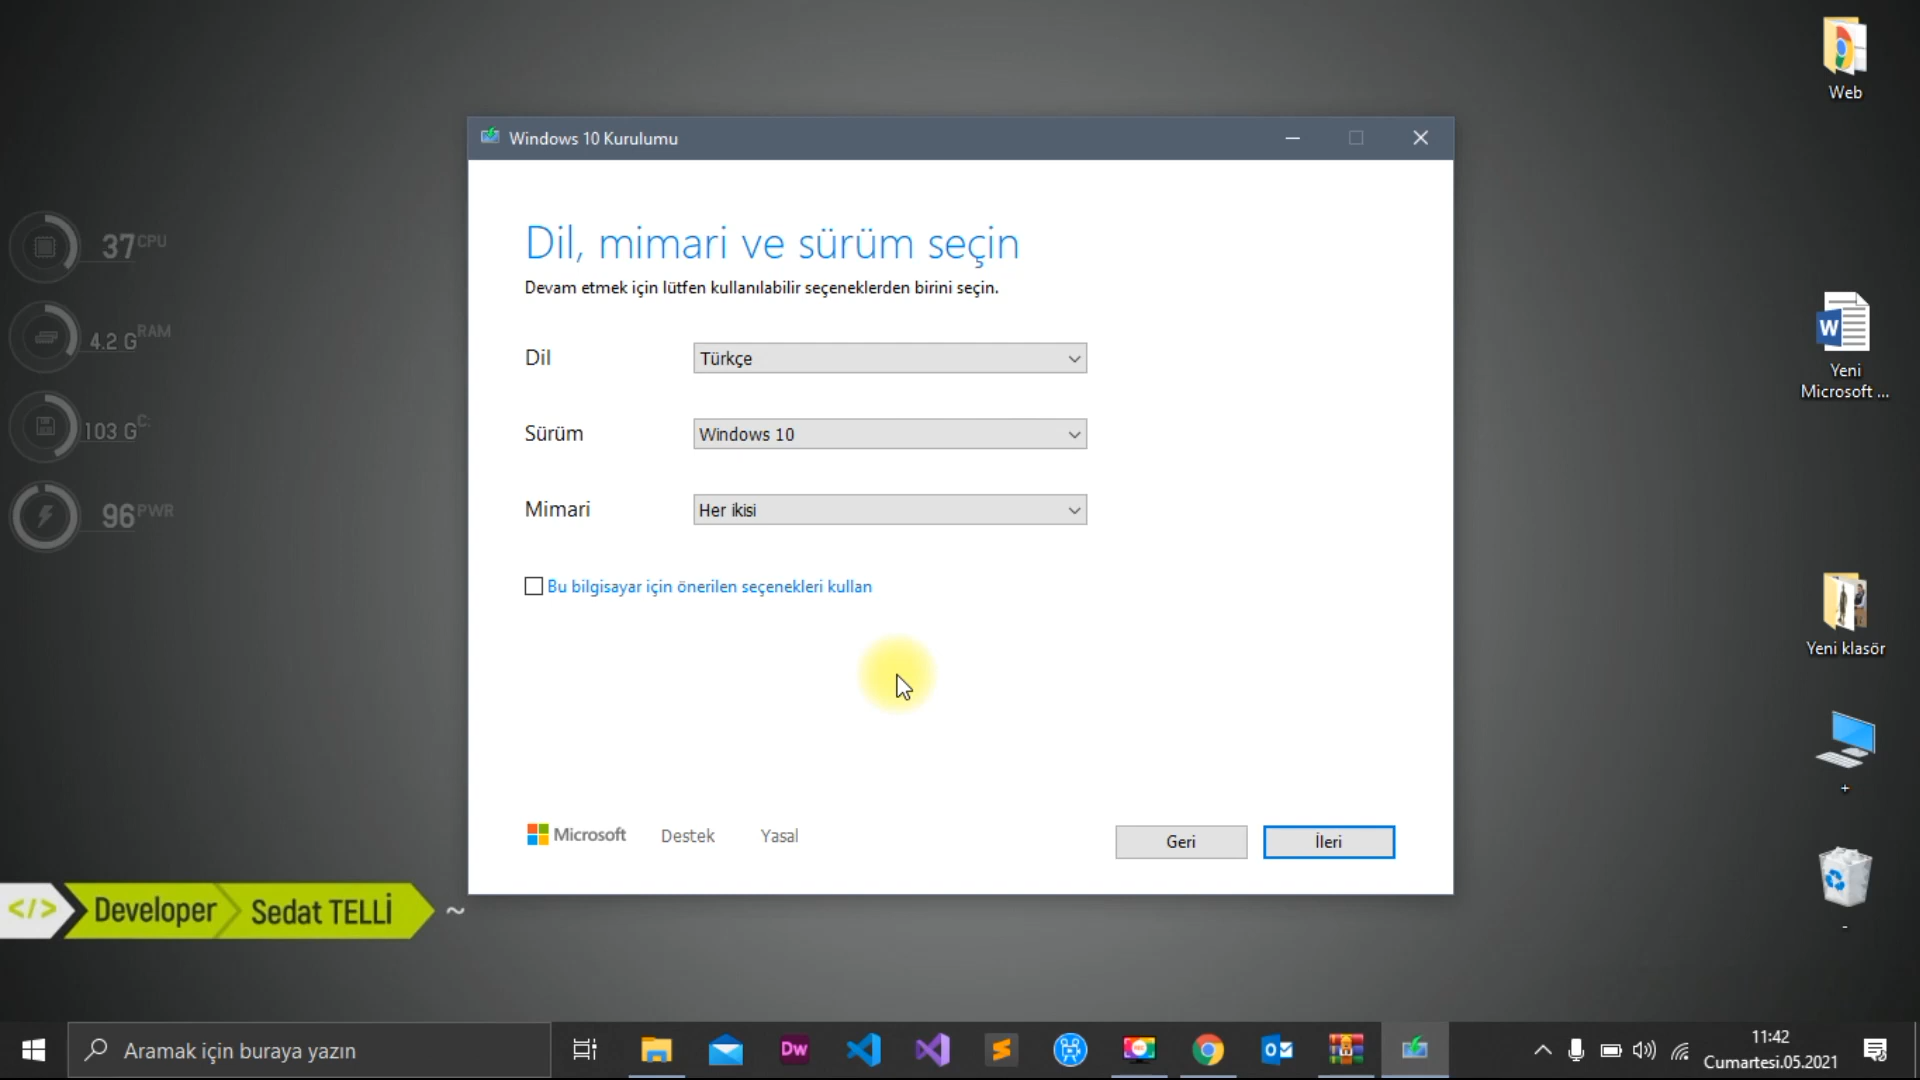 Web
Windows 10 Kurulumu
Dil, mimari ve sürüm seçin
Devam etmek için lütfen kullanılabilir seçeneklerden birini seçin.
Dil
Türkçe
Sürüm
Windows 10
Mimari
Her ikisi
Bu bilgisayar için önerilen seçenekleri kullan
Microsoft
Destek
Yasal
Geri
İleri
37 CPU
4.2 G RAM
103 G C:
96 PWR
Yeni
Microsoft ...
Yeni klasör
+
-
</> Developer Sedat TELLİ ~
Aramak için buraya yazın
Dw
11:42
Cumartesi.05.2021